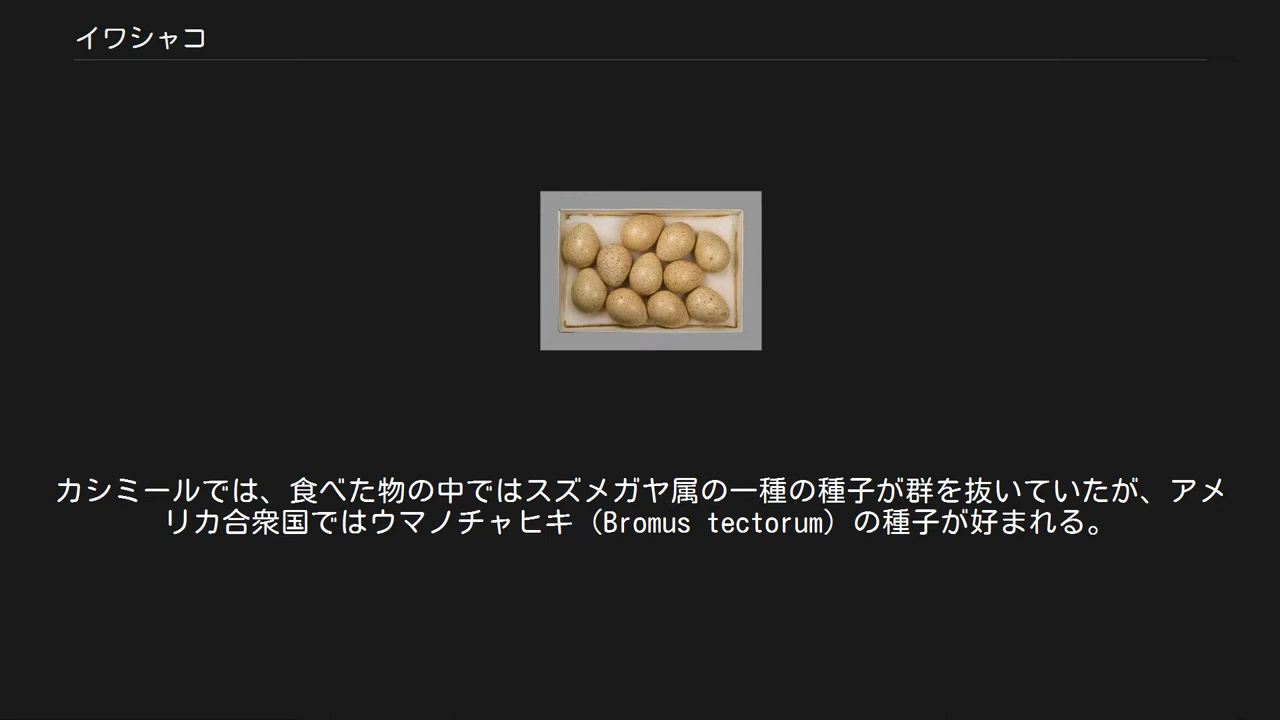 イワシャコ
カシミールでは、食べた物の中ではスズメガヤ属の一種の種子が群を抜いていたが、アメ
リカ合衆国ではウマノチャヒキ（Bromus tectorum）の種子が好まれる。